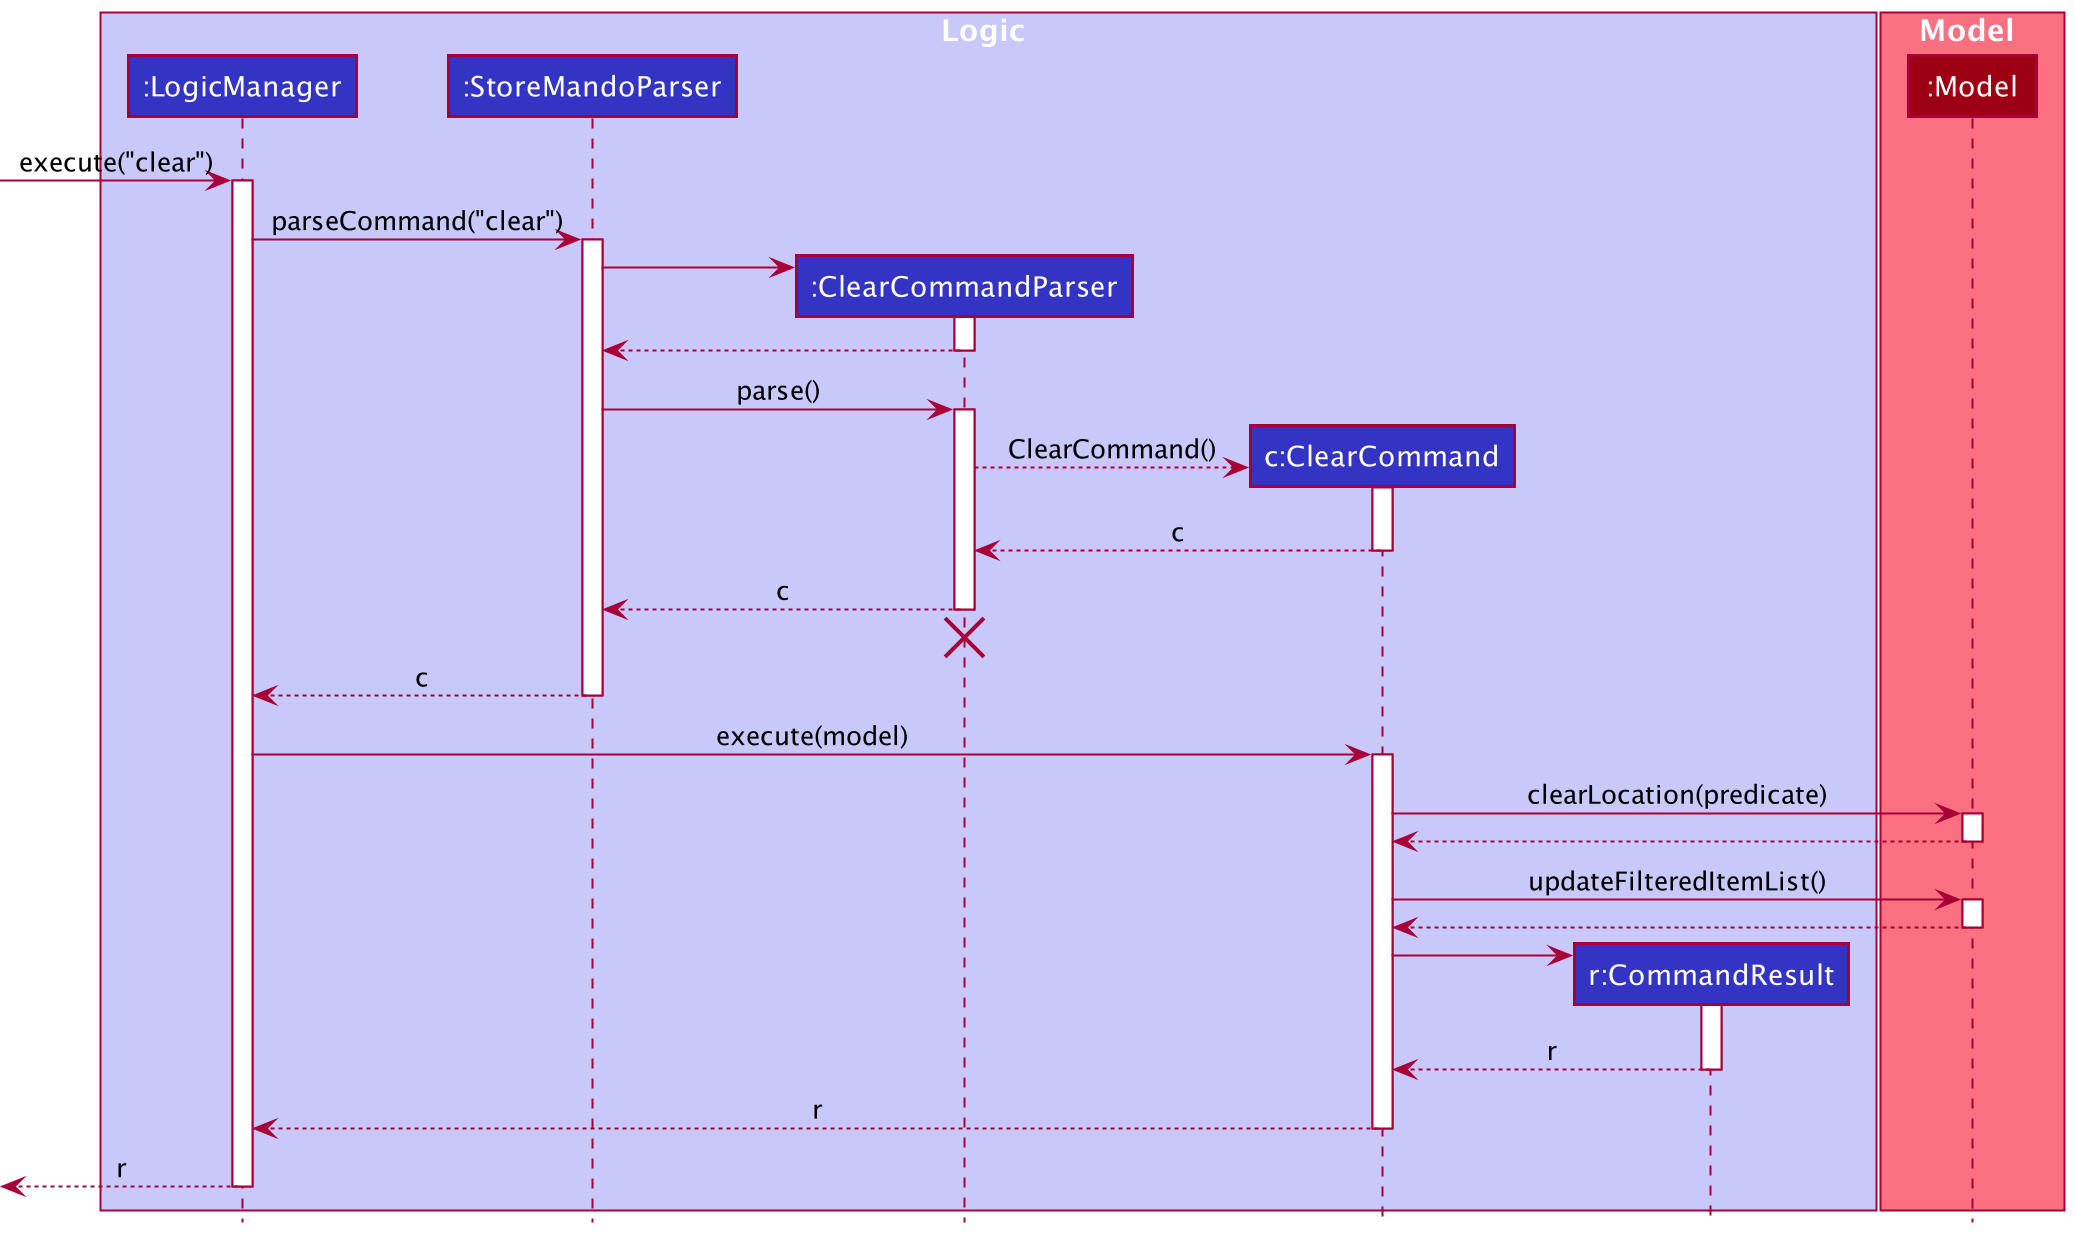 Logic
Model
:LogicManager
:StoreMandoParser
:Model
execute("clear")
parseCommand("clear")
:ClearCommandParser
parse()
ClearCommand()
c:ClearCommand
c
c
c
execute(model)
clearLocation(predicate)
updateFilteredItemList()
r:CommandResult
r
r
r